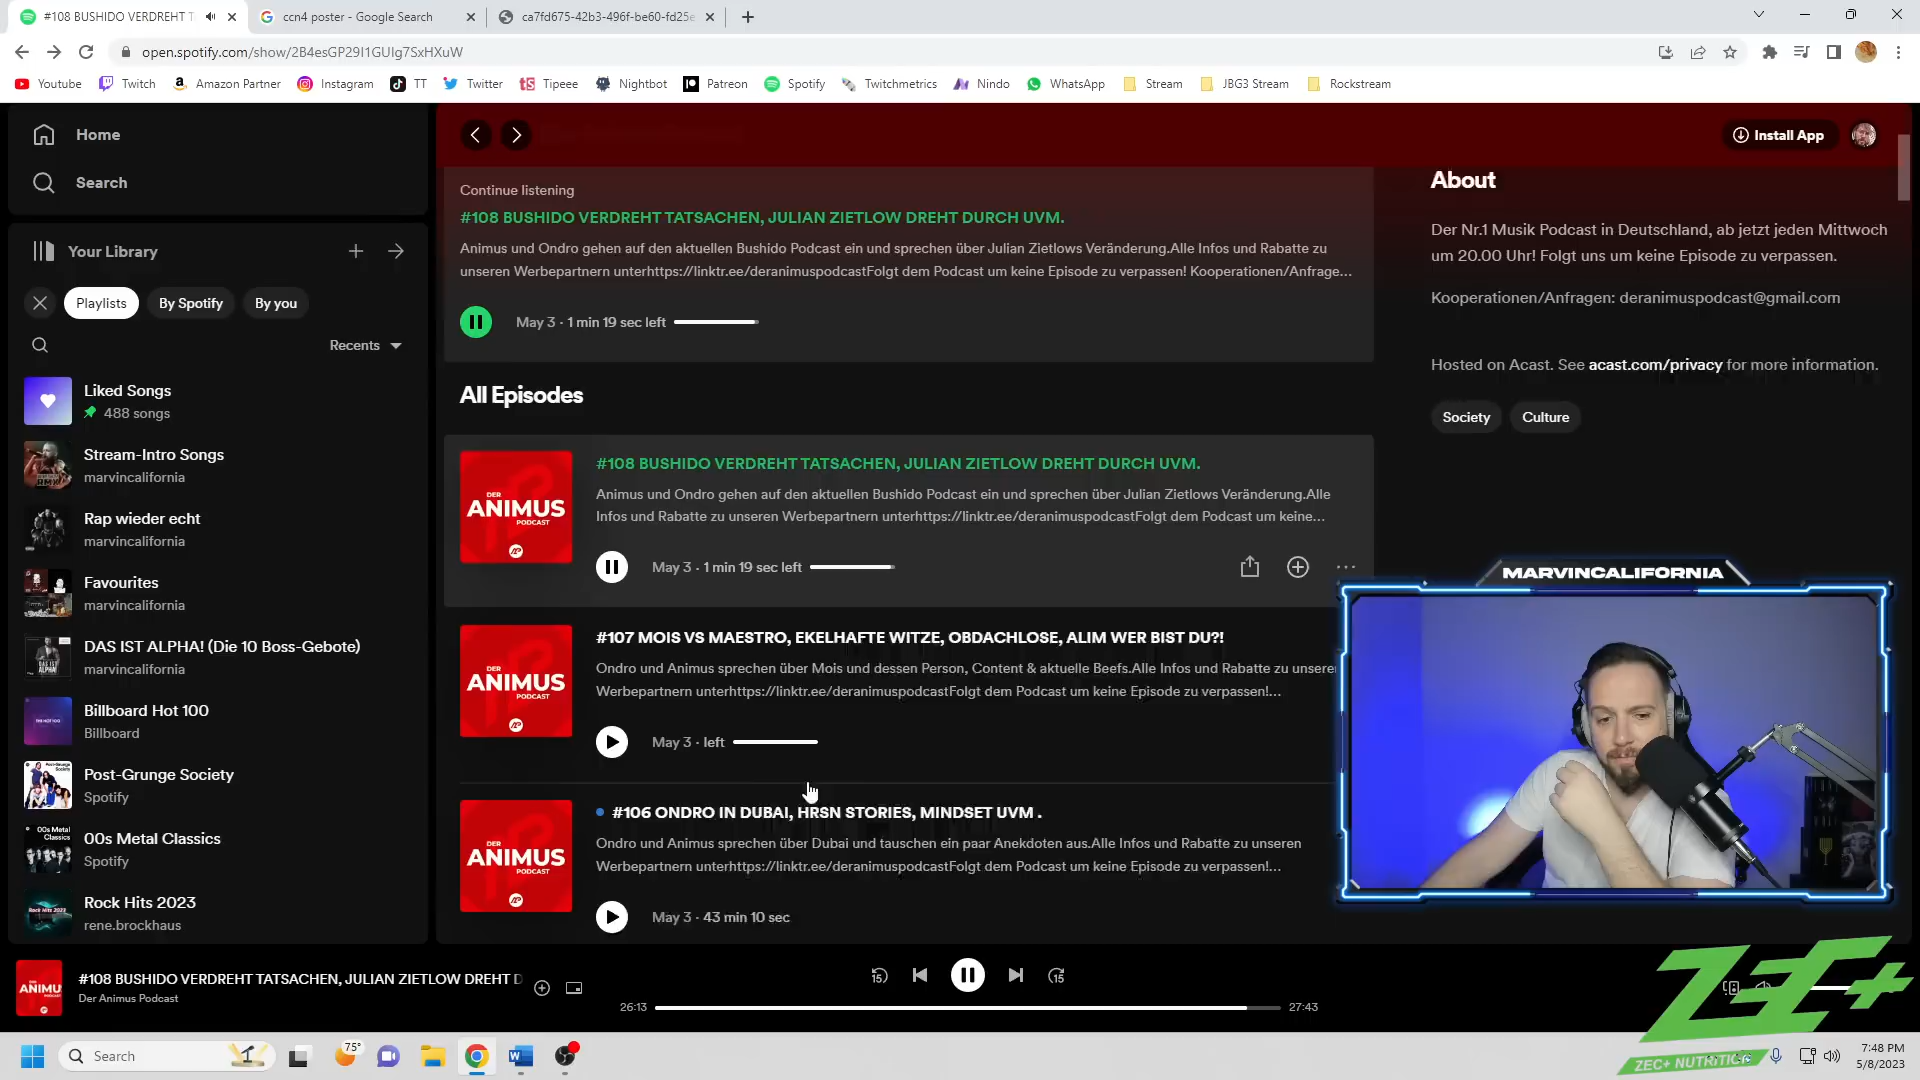 #108 BUSHIDO VERDREHT T
ccn4 poster - Google Search
ca7fd675-42b3-496f-be60-fd25e
open.spotify.com/show/2B4esGP29I1GUIg7SxHXuW
Youtube
Twitch
Amazon Partner
Instagram
TT
Twitter
Tipeee
Nightbot
Patreon
Spotify
Twitchmetrics
Nindo
WhatsApp
Stream
JBG3 Stream
Rockstream
Home
Search
Your Library
Playlists
By Spotify
By you
Recents
Liked Songs
488 songs
Stream-Intro Songs
marvincalifornia
Rap wieder echt
marvincalifornia
Favourites
marvincalifornia
DAS IST ALPHA! (Die 10 Boss-Gebote)
marvincalifornia
Billboard Hot 100
Billboard
Post-Grunge Society
Spotify
00s Metal Classics
Spotify
Rock Hits 2023
rene.brockhaus
Install App
Continue listening
#108 BUSHIDO VERDREHT TATSACHEN, JULIAN ZIETLOW DREHT DURCH UVM.
Animus und Ondro gehen auf den aktuellen Bushido Podcast ein und sprechen über Julian Zietlows Veränderung.Alle Infos und Rabatte zu
unseren Werbepartnern unterhttps://linktr.ee/deranimuspodcastFolgt dem Podcast um keine Episode zu verpassen! Kooperationen/Anfrage...
May 3 · 1 min 19 sec left
All Episodes
DER
ANIMUS
PODCAST
#108 BUSHIDO VERDREHT TATSACHEN, JULIAN ZIETLOW DREHT DURCH UVM.
Animus und Ondro gehen auf den aktuellen Bushido Podcast ein und sprechen über Julian Zietlows Veränderung.Alle
Infos und Rabatte zu unseren Werbepartnern unterhttps://linktr.ee/deranimuspodcastFolgt dem Podcast um keine...
May 3 · 1 min 19 sec left
DER
ANIMUS
PODCAST
#107 MOIS VS MAESTRO, EKELHAFTE WITZE, OBDACHLOSE, ALIM WER BIST DU?!
Ondro und Animus sprechen über Mois und dessen Person, Content & aktuelle Beefs.Alle Infos und Rabatte zu unserer
Werbepartnern unterhttps://linktr.ee/deranimuspodcastFolgt dem Podcast um keine Episode zu verpassen!...
May 3 · left
DER
ANIMUS
PODCAST
#106 ONDRO IN DUBAI, HRSN STORIES, MINDSET UVM .
Ondro und Animus sprechen über Dubai und tauschen ein paar Anekdoten aus.Alle Infos und Rabatte zu unseren
Werbepartnern unterhttps://linktr.ee/deranimuspodcastFolgt dem Podcast um keine Episode zu verpassen!...
May 3 · 43 min 10 sec
About
Der Nr.1 Musik Podcast in Deutschland, ab jetzt jeden Mittwoch
um 20.00 Uhr! Folgt uns um keine Episode zu verpassen.
Kooperationen/Anfragen: deranimuspodcast@gmail.com
Hosted on Acast. See acast.com/privacy for more information.
Society
Culture
MARVINCALIFORNIA
#108 BUSHIDO VERDREHT TATSACHEN, JULIAN ZIETLOW DREHT D
Der Animus Podcast
15
15
26:13
27:43
ZEC+
ZEC+ NUTRITION
Search
75°
7:48 PM
5/8/2023